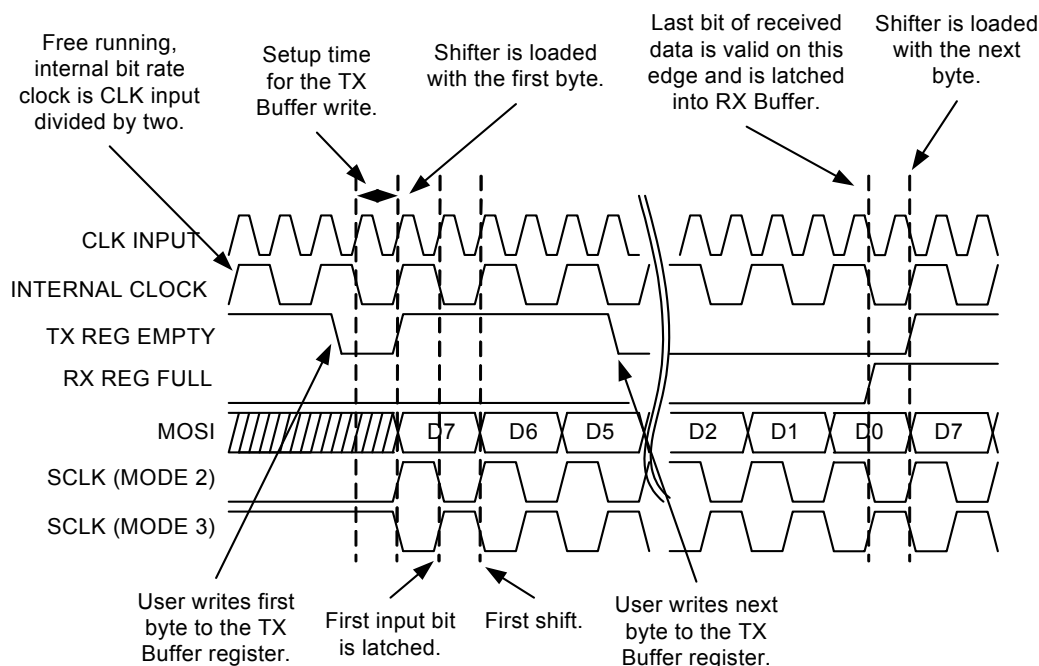 Free running,
internal bit rate
clock is CLK input
divided by two.
Setup time
for the TX
Buffer write.
Shifter is loaded
with the first byte.
Last bit of received
data is valid on this
edge and is latched
into RX Buffer.
Shifter is loaded
with the next
byte.
CLK INPUT
INTERNAL CLOCK
TX REG EMPTY
RX REG FULL
MOSI
D7 D6 D5 D2 D1 D0 D7
SCLK (MODE 2)
SCLK (MODE 3)
User writes first
byte to the TX
Buffer register.
First input bit
is latched.
First shift.
User writes next
byte to the TX
Buffer register.